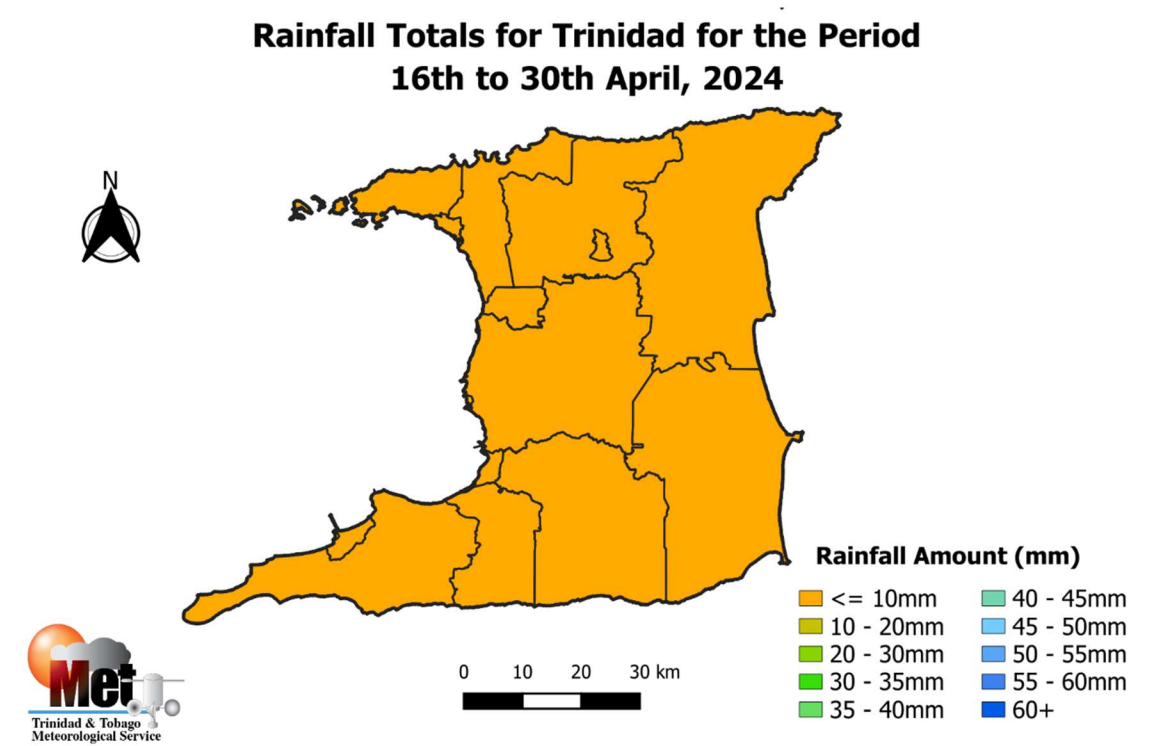 Rainfall Totals for Trinidad for the Period
16th to 30th April, 2024
N
Rainfall Amount (mm)
<= 10mm
10 - 20mm
20 - 30mm
30 - 35mm
35 - 40mm
40 - 45mm
45 - 50mm
50 - 55mm
55 - 60mm
60+
0 10 20 30 km
Met
Trinidad & Tobago
Meteorological Service